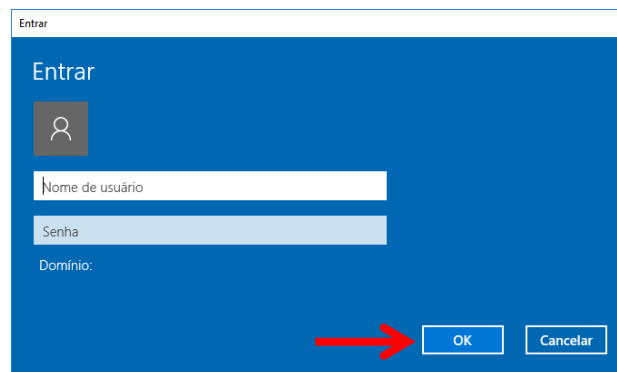 Entrar
Entrar
Nome de usuário
Senha
Domínio:
OK Cancelar